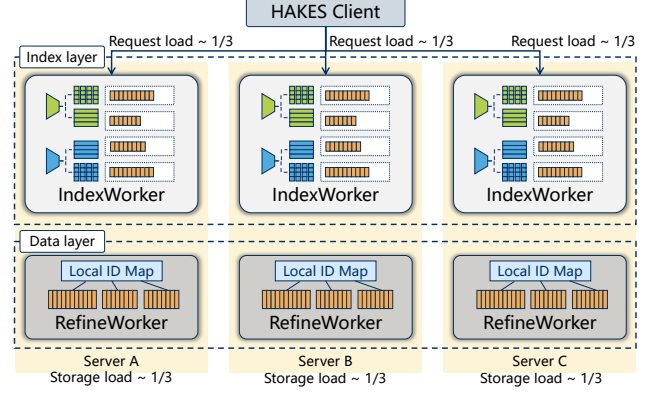 HAKES Client
Request load ~ 1/3
Request load ~ 1/3
Request load ~ 1/3
Index layer
IndexWorker
IndexWorker
IndexWorker
Data layer
Local ID Map
Local ID Map
Local ID Map
RefineWorker
RefineWorker
RefineWorker
Server A
Server B
Server C
Storage load ~ 1/3
Storage load ~ 1/3
Storage load ~ 1/3